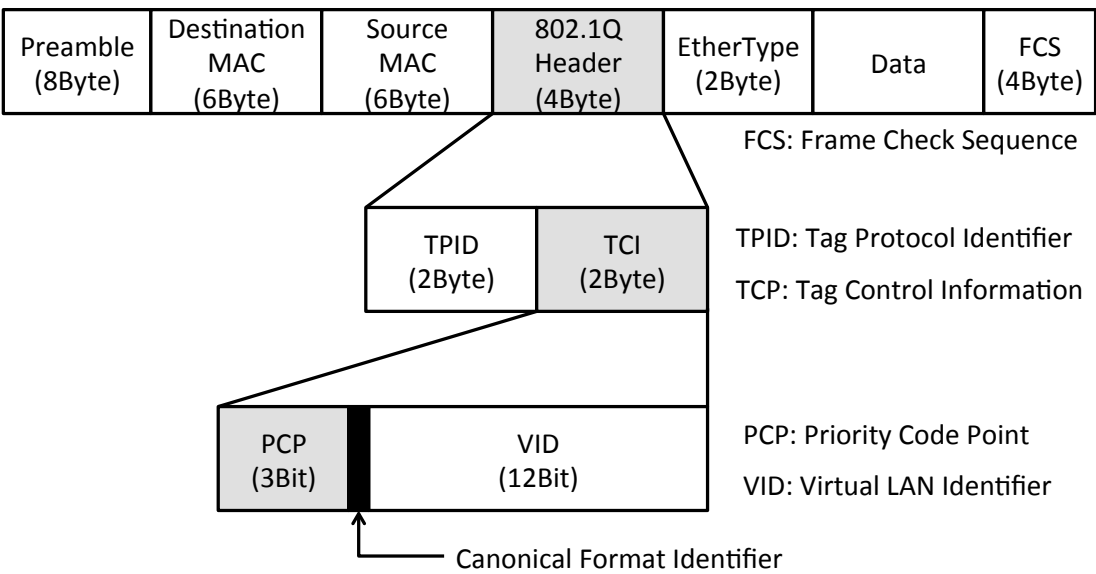 Preamble
(8Byte)
Destination
MAC
(6Byte)
Source
MAC
(6Byte)
802.1Q
Header
(4Byte)
EtherType
(2Byte)
Data
FCS
(4Byte)
FCS: Frame Check Sequence
TPID
(2Byte)
TCI
(2Byte)
TPID: Tag Protocol Identifier
TCP: Tag Control Information
PCP
(3Bit)
VID
(12Bit)
PCP: Priority Code Point
VID: Virtual LAN Identifier
Canonical Format Identifier